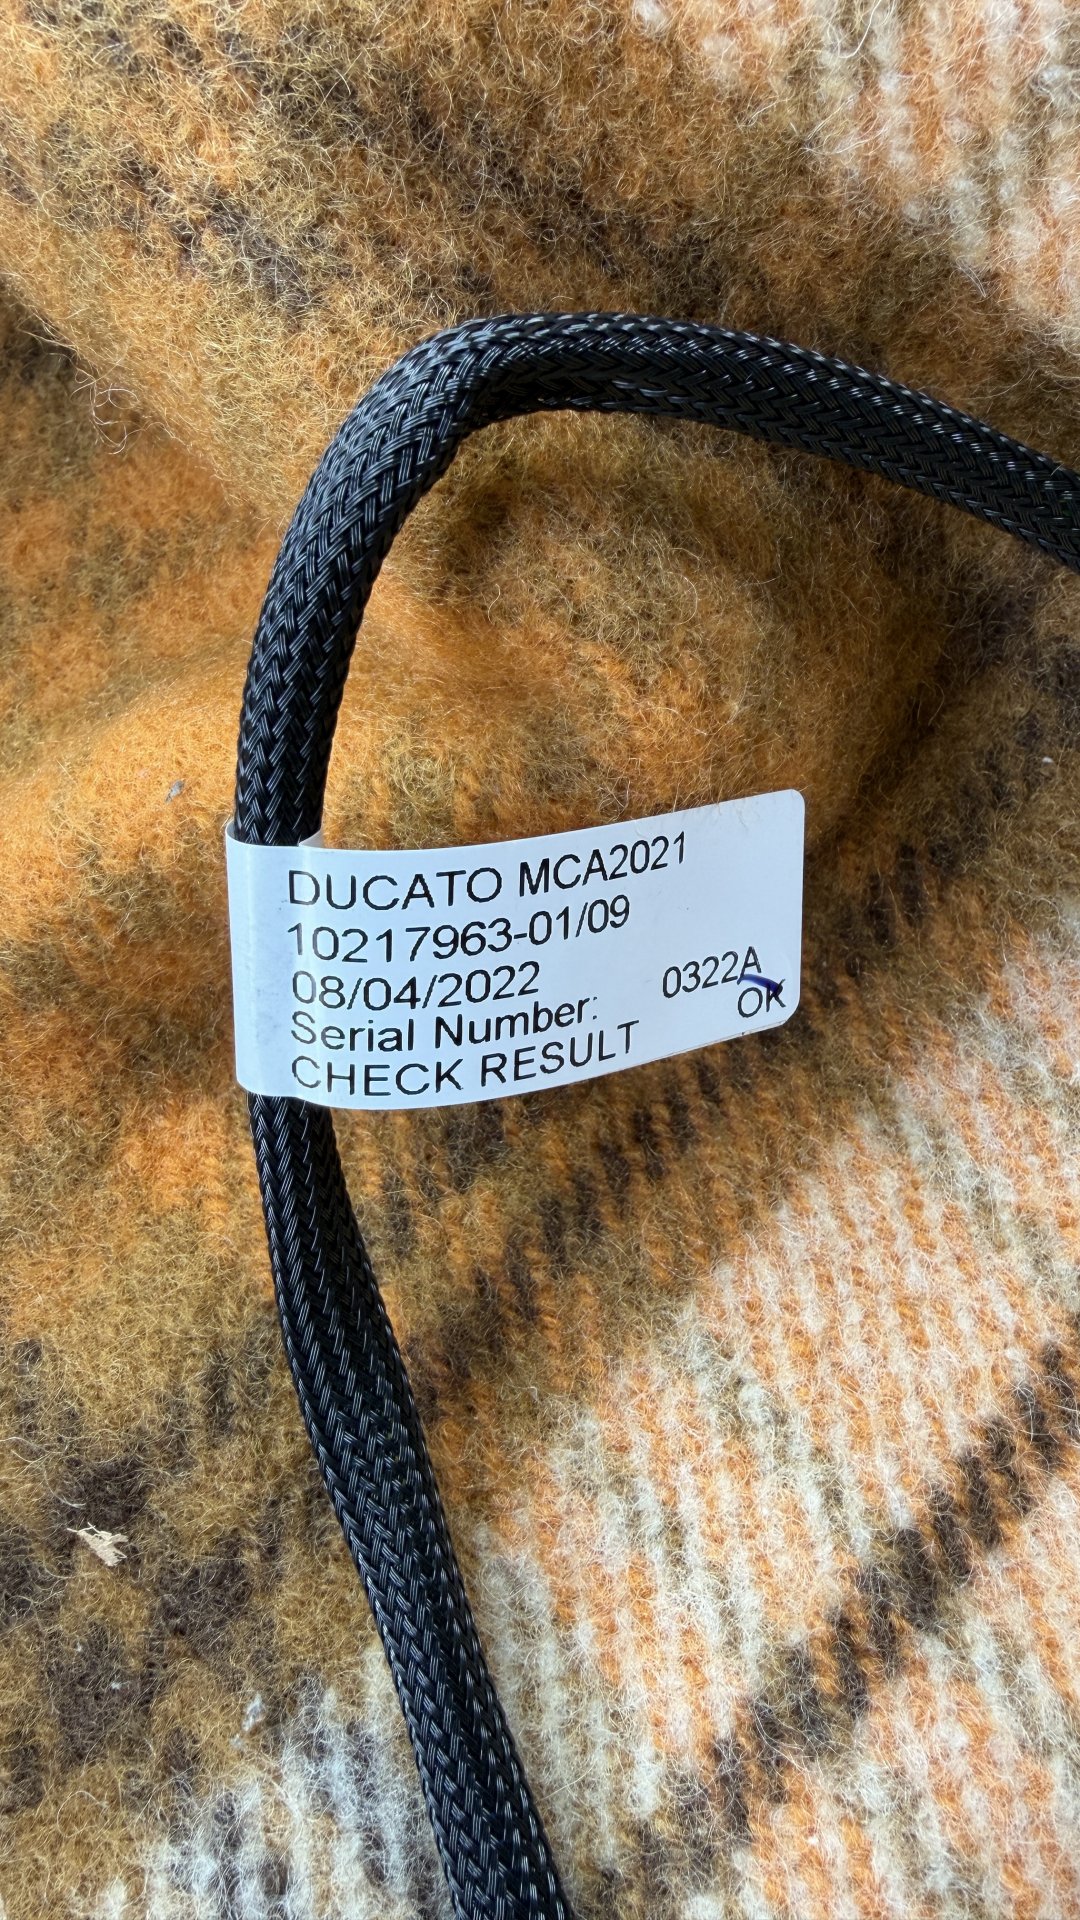 DUCATO MCA2021
10217963-01/09
08/04/2022
Serial Number: 0322A
CHECK RESULT OK